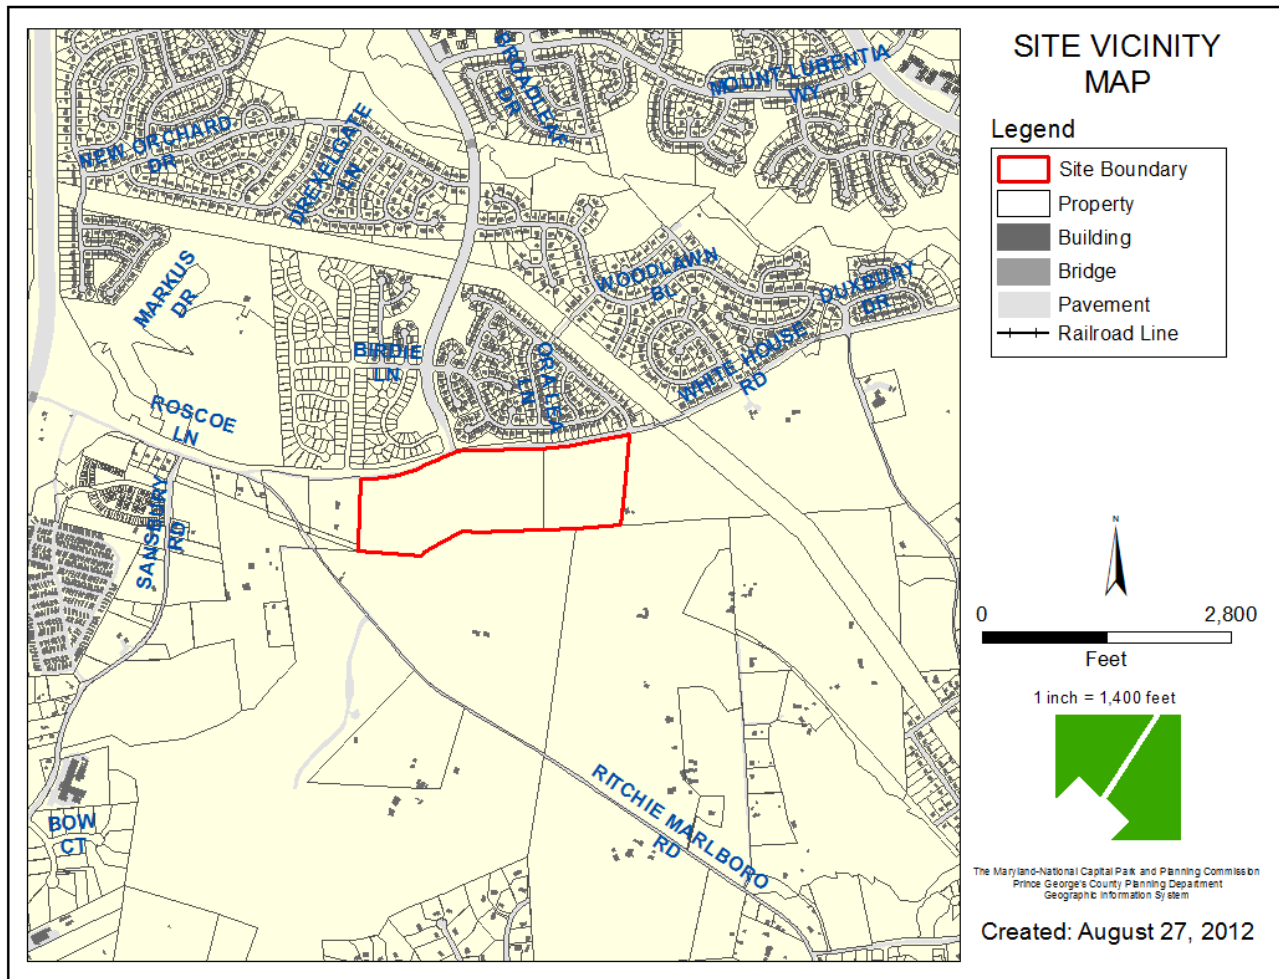 SITE VICINITY
MAP
Legend
Site Boundary
Property
Building
Bridge
Pavement
Railroad Line
N
0 2,800
Feet
1 inch = 1,400 feet
The Maryland-National Capital Park and Planning Commission
Prince George's County Planning Department
Geographic Information System
Created: August 27, 2012
BROADLEAF
DR
MOUNT LUBENTIA
WY
NEW ORCHARD
DR
DREXELGATE
LN
MARKUS
DR
WOODLAWN
BL
DUXBURY
DR
BIRDIE
LN
ORALEA
LN
WHITE HOUSE
RD
ROSCOE
LN
SANSBURY
RD
RITCHIE MARLBORO
RD
BOW
CT